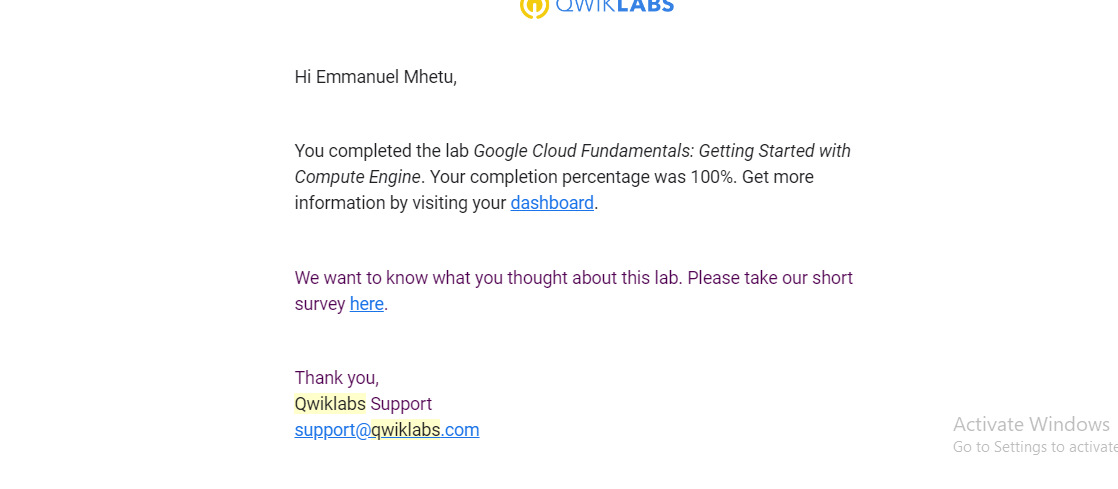 QWIKLABS
Hi Emmanuel Mhetu,
You completed the lab Google Cloud Fundamentals: Getting Started with
Compute Engine. Your completion percentage was 100%. Get more
information by visiting your dashboard.
We want to know what you thought about this lab. Please take our short
survey here.
Thank you,
Qwiklabs Support
support@qwiklabs.com
Activate Windows
Go to Settings to activate